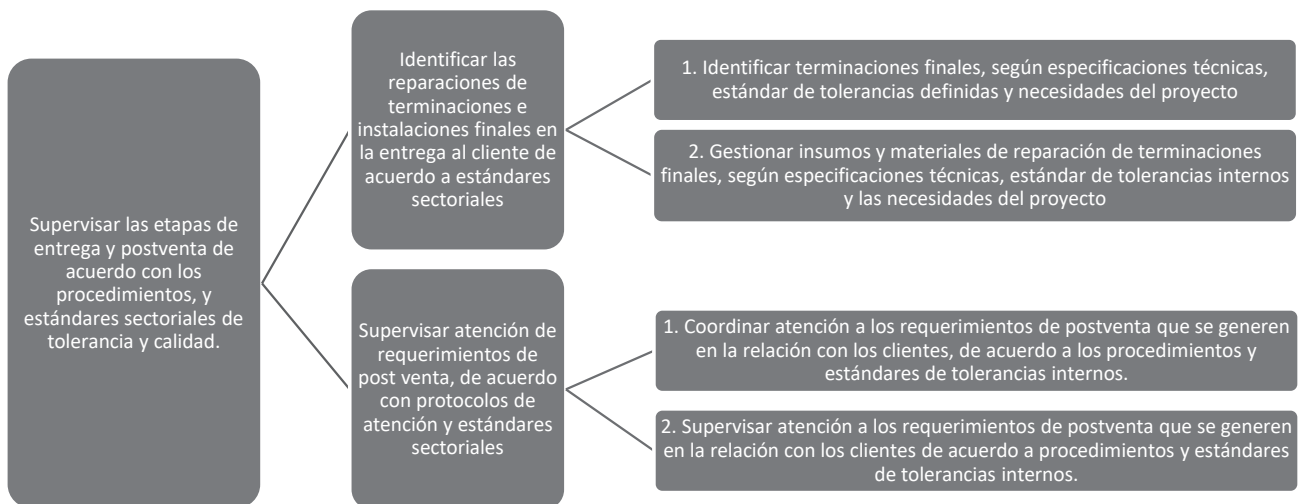 Supervisar las etapas de
entrega y postventa de
acuerdo con los
procedimientos, y
estándares sectoriales de
tolerancia y calidad.
Identificar las
reparaciones de
terminaciones e
instalaciones finales en
la entrega al cliente de
acuerdo a estándares
sectoriales
1. Identificar terminaciones finales, según especificaciones técnicas,
estándar de tolerancias definidas y necesidades del proyecto
2. Gestionar insumos y materiales de reparación de terminaciones
finales, según especificaciones técnicas, estándar de tolerancias internos
y las necesidades del proyecto
Supervisar atención de
requerimientos de
post venta, de acuerdo
con protocolos de
atención y estándares
sectoriales
1. Coordinar atención a los requerimientos de postventa que se generen
en la relación con los clientes, de acuerdo a los procedimientos y
estándares de tolerancias internos.
2. Supervisar atención a los requerimientos de postventa que se generen
en la relación con los clientes de acuerdo a procedimientos y estándares
de tolerancias internos.